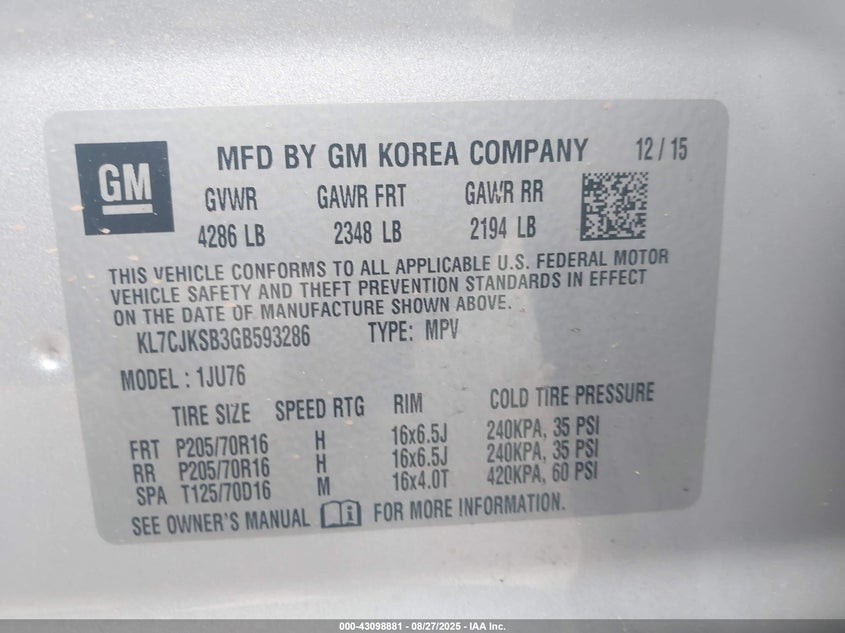 GM
MFD BY GM KOREA COMPANY 12 / 15
GVWR GAWR FRT GAWR RR
4286 LB 2348 LB 2194 LB
THIS VEHICLE CONFORMS TO ALL APPLICABLE U.S. FEDERAL MOTOR
VEHICLE SAFETY AND THEFT PREVENTION STANDARDS IN EFFECT
ON THE DATE OF MANUFACTURE SHOWN ABOVE.
KL7CJKSB3GB593286 TYPE: MPV
MODEL : 1JU76
TIRE SIZE SPEED RTG RIM COLD TIRE PRESSURE
FRT P205/70R16 H 16x6.5J 240KPA, 35 PSI
RR P205/70R16 H 16x6.5J 240KPA, 35 PSI
SPA T125/70D16 M 16x4.0T 420KPA, 60 PSI
SEE OWNER'S MANUAL FOR MORE INFORMATION.
000-43098881 - 08/27/2025 - IAA Inc.